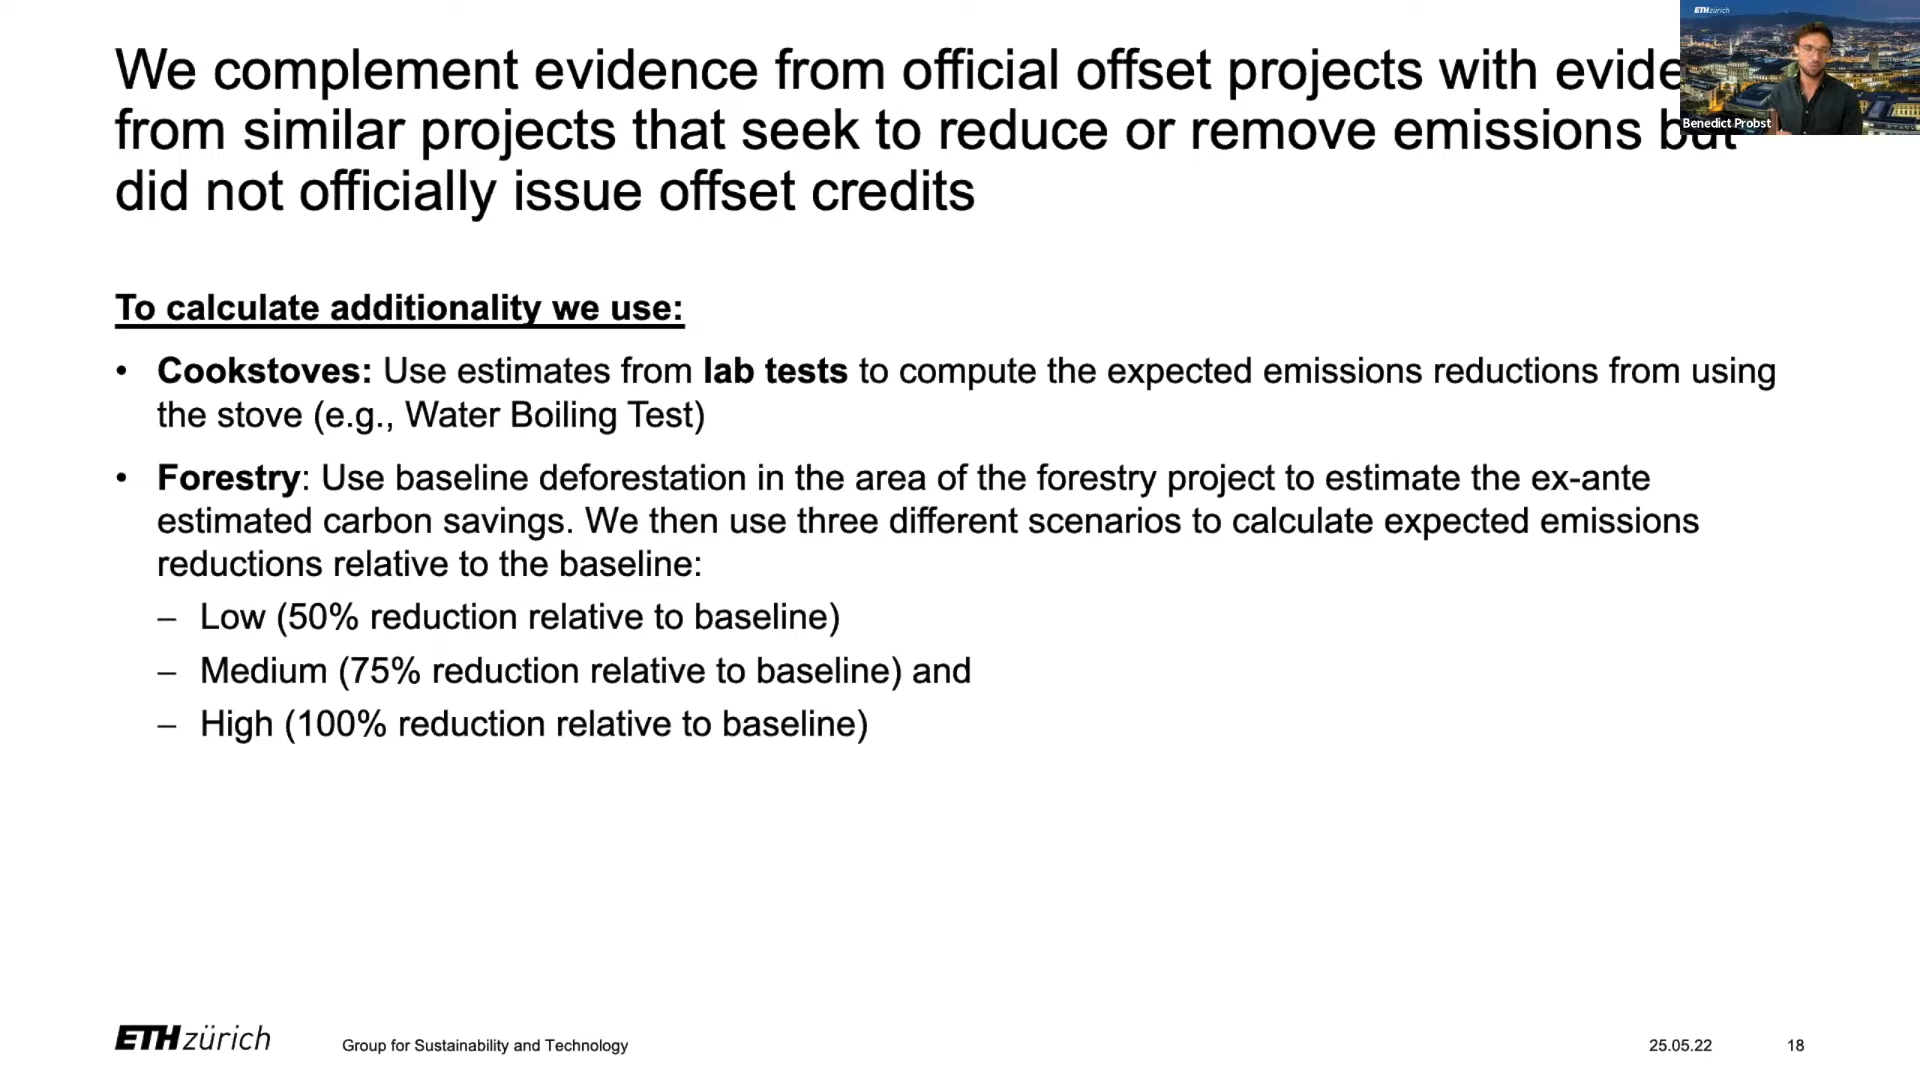 We complement evidence from official offset projects with evide
from similar projects that seek to reduce or remove emissions but
did not officially issue offset credits
ETH zürich
Benedict Probst
To calculate additionality we use:
• Cookstoves: Use estimates from lab tests to compute the expected emissions reductions from using
the stove (e.g., Water Boiling Test)
• Forestry: Use baseline deforestation in the area of the forestry project to estimate the ex-ante
estimated carbon savings. We then use three different scenarios to calculate expected emissions
reductions relative to the baseline:
– Low (50% reduction relative to baseline)
– Medium (75% reduction relative to baseline) and
– High (100% reduction relative to baseline)
ETH zürich
Group for Sustainability and Technology
25.05.22
18